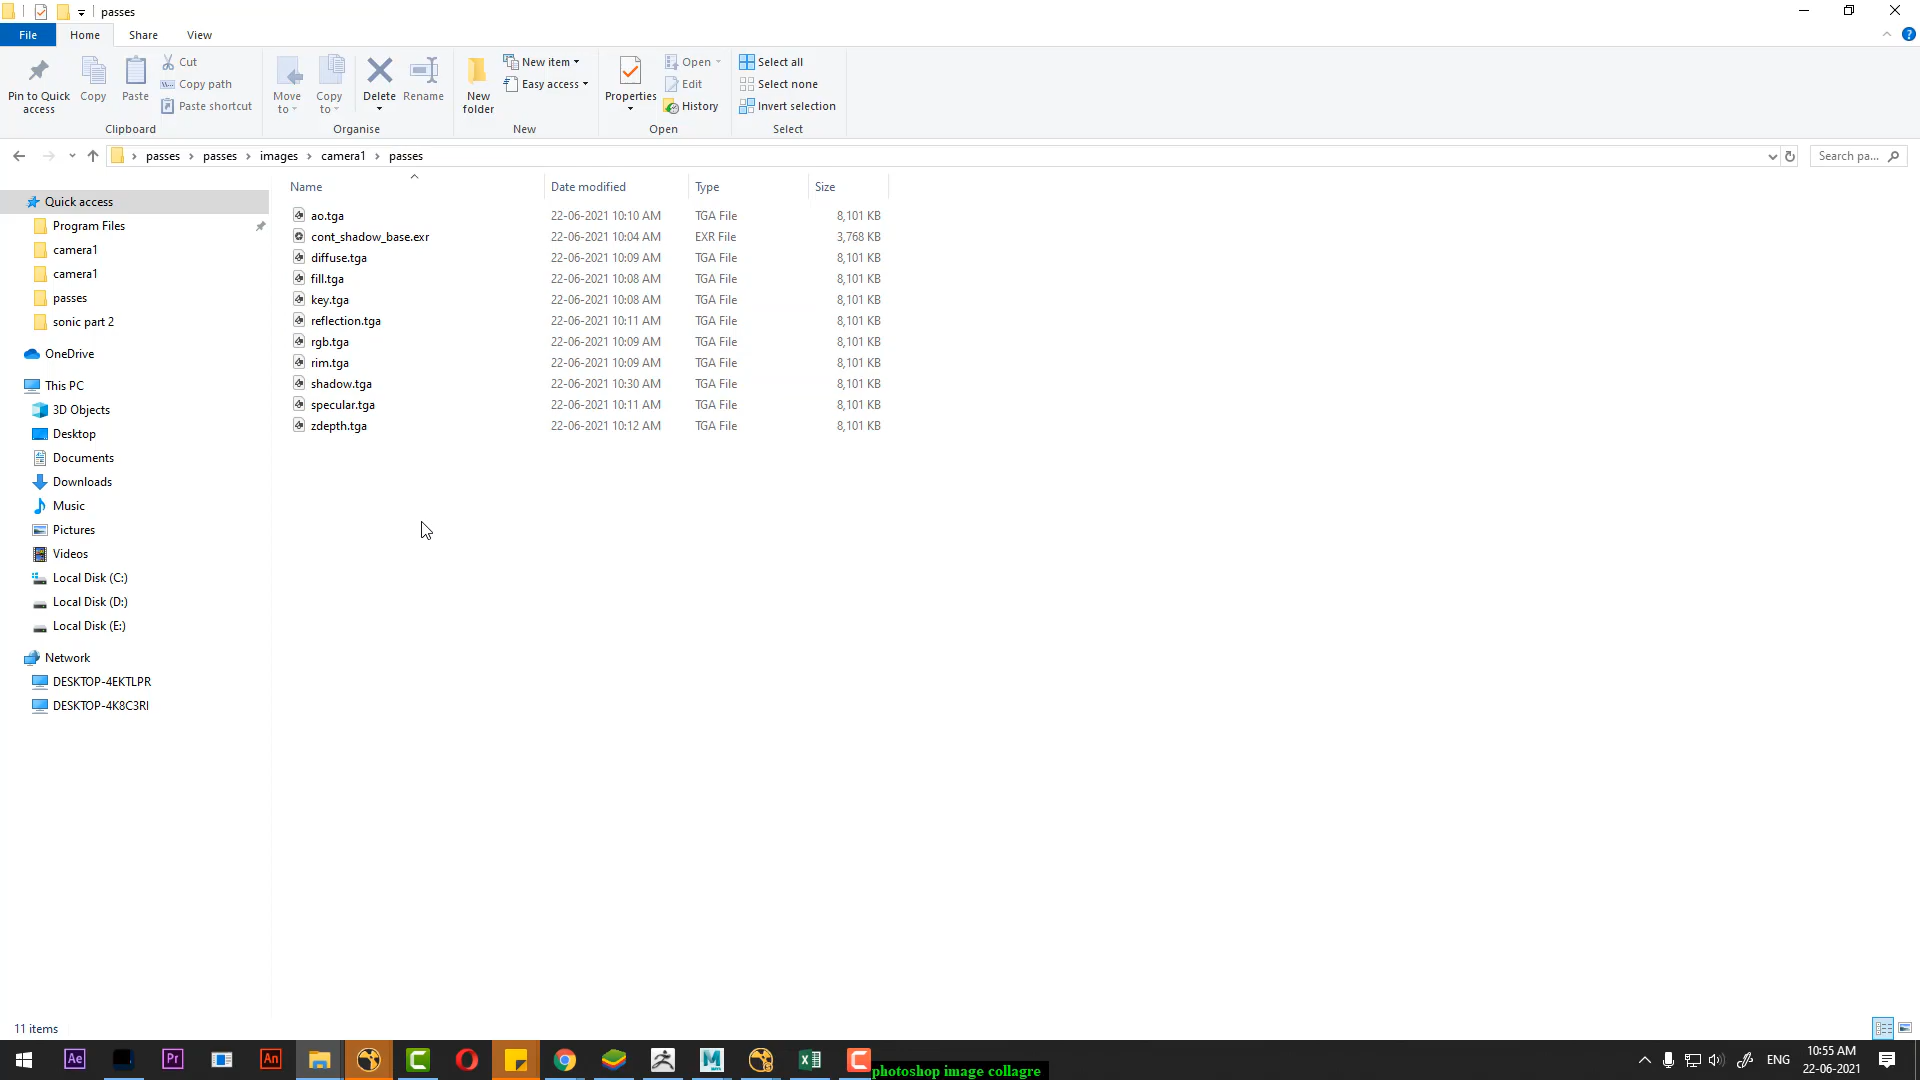 passes
File Home Share View
Pin to Quick access
Copy
Paste
Cut
Copy path
Paste shortcut
Clipboard
Move to
Copy to
Delete
Rename
Organise
New folder
New item
Easy access
New
Properties
Open
Edit
History
Open
Select all
Select none
Invert selection
Select
passes › passes › images › camera1 › passes
Search pa...
Name Date modified Type Size
Quick access
Program Files
camera1
camera1
passes
sonic part 2
OneDrive
This PC
3D Objects
Desktop
Documents
Downloads
Music
Pictures
Videos
Local Disk (C:)
Local Disk (D:)
Local Disk (E:)
Network
DESKTOP-4EKTLPR
DESKTOP-4K8C3RI
ao.tga 22-06-2021 10:10 AM TGA File 8,101 KB
cont_shadow_base.exr 22-06-2021 10:04 AM EXR File 3,768 KB
diffuse.tga 22-06-2021 10:09 AM TGA File 8,101 KB
fill.tga 22-06-2021 10:08 AM TGA File 8,101 KB
key.tga 22-06-2021 10:08 AM TGA File 8,101 KB
reflection.tga 22-06-2021 10:11 AM TGA File 8,101 KB
rgb.tga 22-06-2021 10:09 AM TGA File 8,101 KB
rim.tga 22-06-2021 10:09 AM TGA File 8,101 KB
shadow.tga 22-06-2021 10:30 AM TGA File 8,101 KB
specular.tga 22-06-2021 10:11 AM TGA File 8,101 KB
zdepth.tga 22-06-2021 10:12 AM TGA File 8,101 KB
11 items
Ae
Pr
An
photoshop image collagre
ENG
10:55 AM
22-06-2021